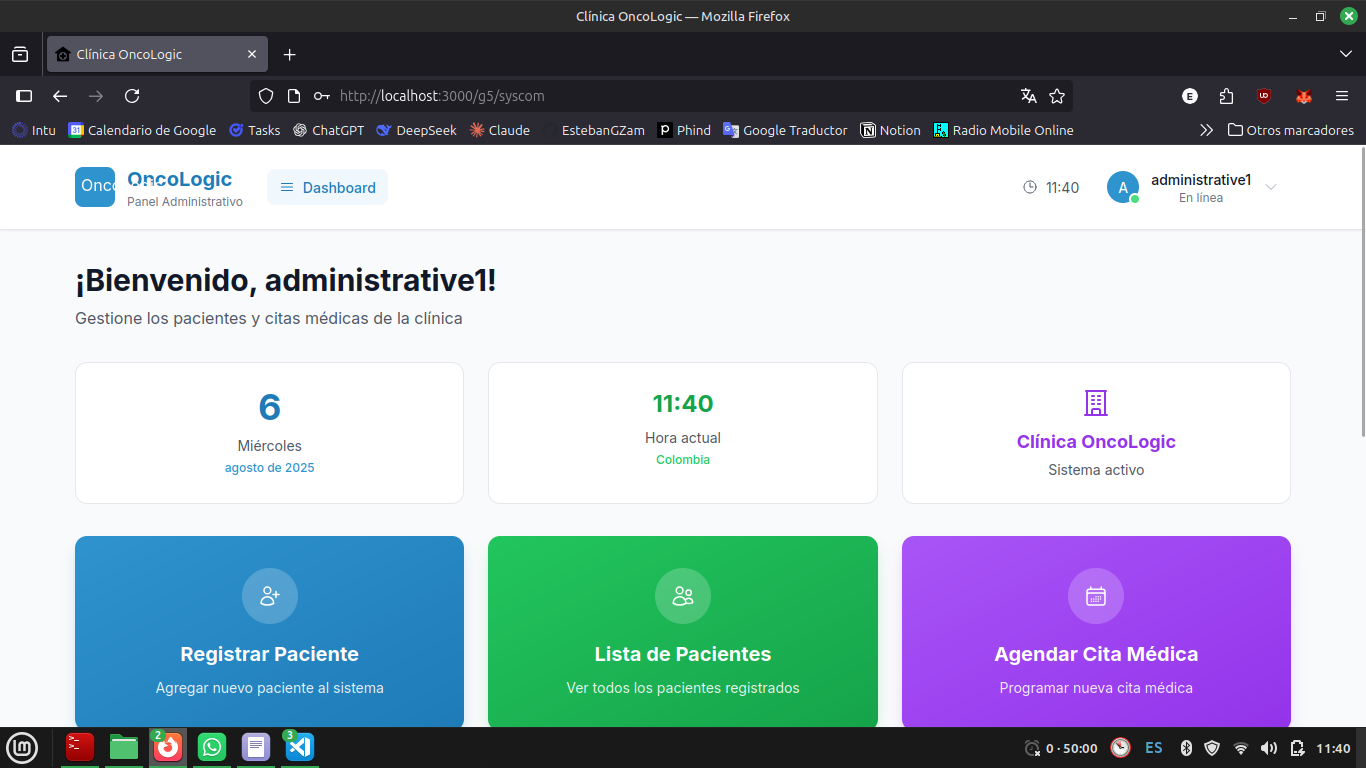 Clínica OncoLogic — Mozilla Firefox
Clínica OncoLogic
http://localhost:3000/g5/syscom
E
Intu
Calendario de Google
Tasks
ChatGPT
DeepSeek
Claude
EstebanGZam
Phind
Google Traductor
Notion
Radio Mobile Online
Otros marcadores
Onco
OncoLogic
Panel Administrativo
Dashboard
11:40
A
administrative1
En línea
¡Bienvenido, administrative1!
Gestione los pacientes y citas médicas de la clínica
6
Miércoles
agosto de 2025
11:40
Hora actual
Colombia
Clínica OncoLogic
Sistema activo
Registrar Paciente
Agregar nuevo paciente al sistema
Lista de Pacientes
Ver todos los pacientes registrados
Agendar Cita Médica
Programar nueva cita médica
2
3
0 · 50:00
ES
11:40